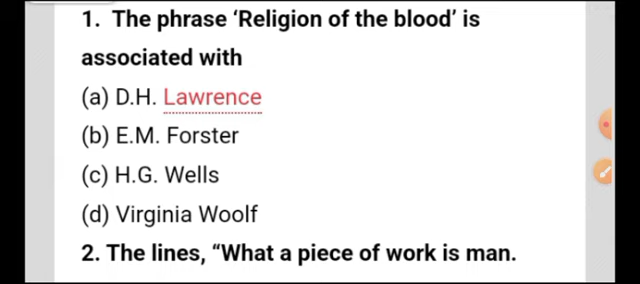 1. The phrase ‘Religion of the blood’ is
associated with
(a) D.H. Lawrence
(b) E.M. Forster
(c) H.G. Wells
(d) Virginia Woolf
2. The lines, “What a piece of work is man.